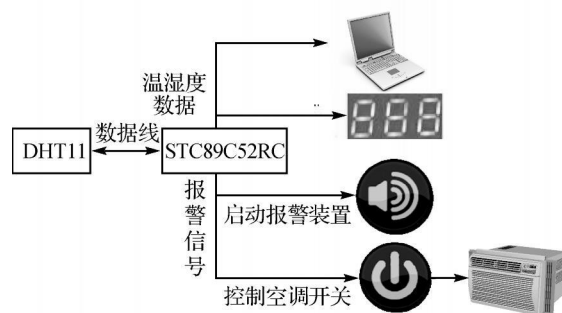 温湿度
数据
数据线
DHT11
STC89C52RC
888
报
警
信
号
启动报警装置
控制空调开关